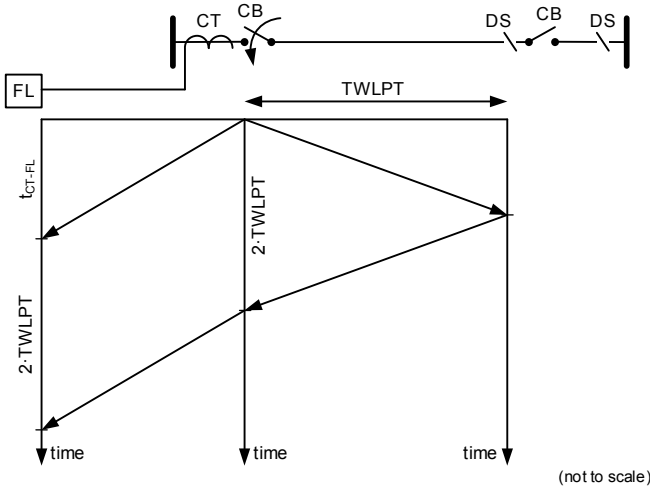 CT
CB
DS
CB
DS
FL
TWLPT
tCT-FL
2·TWLPT
2·TWLPT
time
time
time
(not to scale)